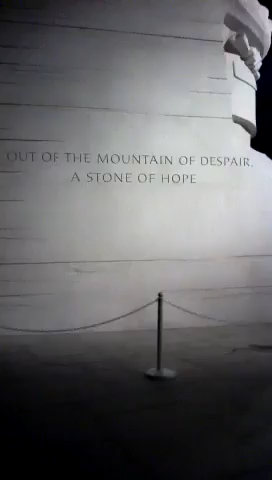 OUT OF THE MOUNTAIN OF DESPAIR,
A STONE OF HOPE